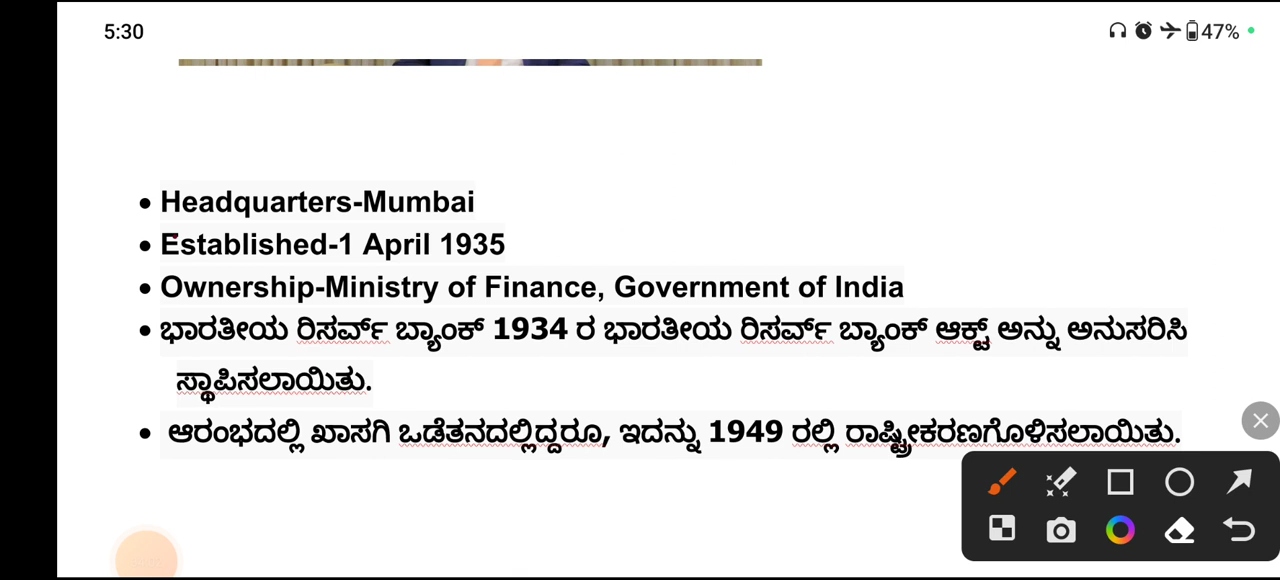 5:30
47%
• Headquarters-Mumbai
• Established-1 April 1935
• Ownership-Ministry of Finance, Government of India
• ಭಾರತೀಯ ರಿಸರ್ವ್ ಬ್ಯಾಂಕ್ 1934 ರ ಭಾರತೀಯ ರಿಸರ್ವ್ ಬ್ಯಾಂಕ್ ಆಕ್ಟ್ ಅನ್ನು ಅನುಸರಿಸಿ
ಸ್ಥಾಪಿಸಲಾಯಿತು.
• ಆರಂಭದಲ್ಲಿ ಖಾಸಗಿ ಒಡೆತನದಲ್ಲಿದ್ದರೂ, ಇದನ್ನು 1949 ರಲ್ಲಿ ರಾಷ್ಟ್ರೀಕರಣಗೊಳಿಸಲಾಯಿತು.